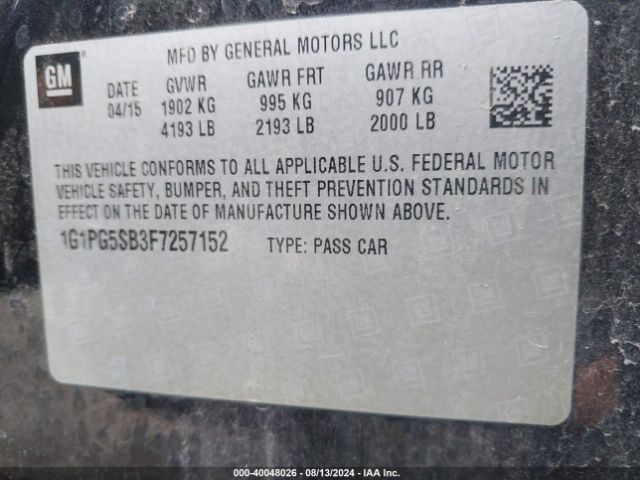 GM
MFD BY GENERAL MOTORS LLC
DATE GVWR GAWR FRT GAWR RR
04/15 1902 KG 995 KG 907 KG
4193 LB 2193 LB 2000 LB
THIS VEHICLE CONFORMS TO ALL APPLICABLE U.S. FEDERAL MOTOR
VEHICLE SAFETY, BUMPER, AND THEFT PREVENTION STANDARDS IN
EFFECT ON THE DATE OF MANUFACTURE SHOWN ABOVE.
1G1PG5SB3F7257152 TYPE: PASS CAR
000-40048026 - 08/13/2024 - IAA Inc.